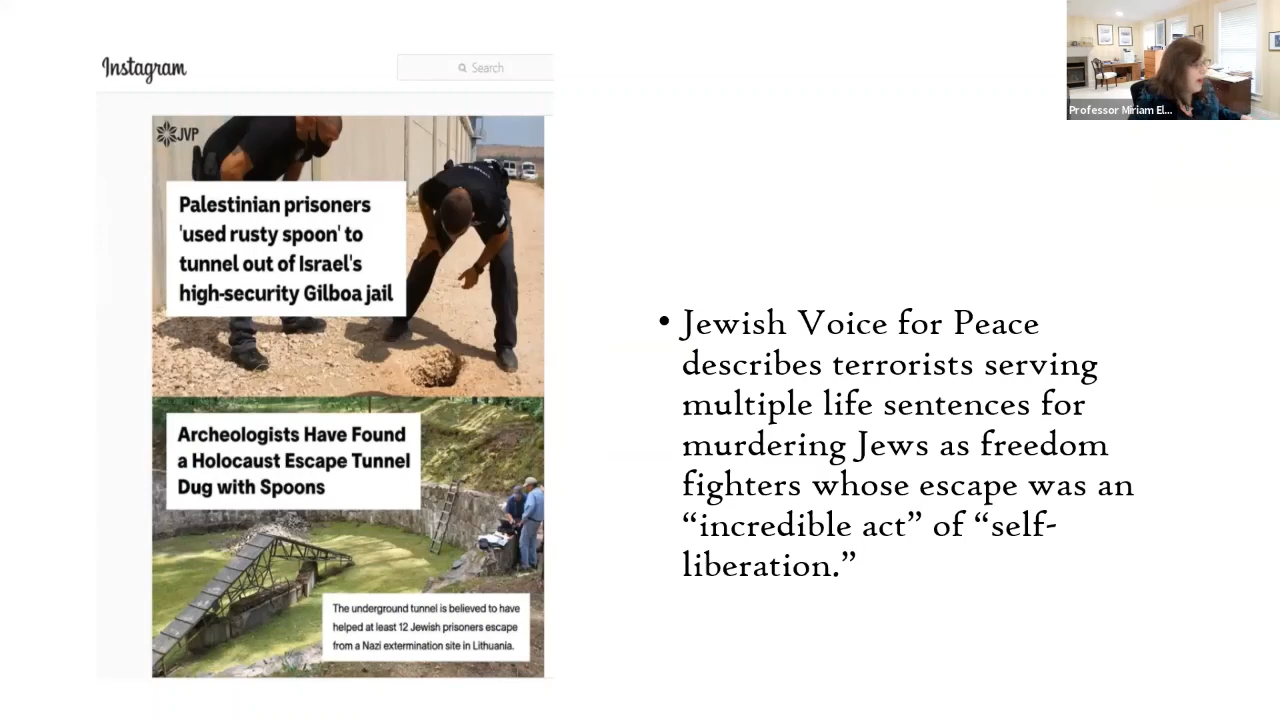 Instagram
Search
JVP
Palestinian prisoners
'used rusty spoon' to
tunnel out of Israel's
high-security Gilboa jail
Archeologists Have Found
a Holocaust Escape Tunnel
Dug with Spoons
The underground tunnel is believed to have
helped at least 12 Jewish prisoners escape
from a Nazi extermination site in Lithuania.
• Jewish Voice for Peace
describes terrorists serving
multiple life sentences for
murdering Jews as freedom
fighters whose escape was an
“incredible act” of “self-
liberation.”
Professor Miriam El...